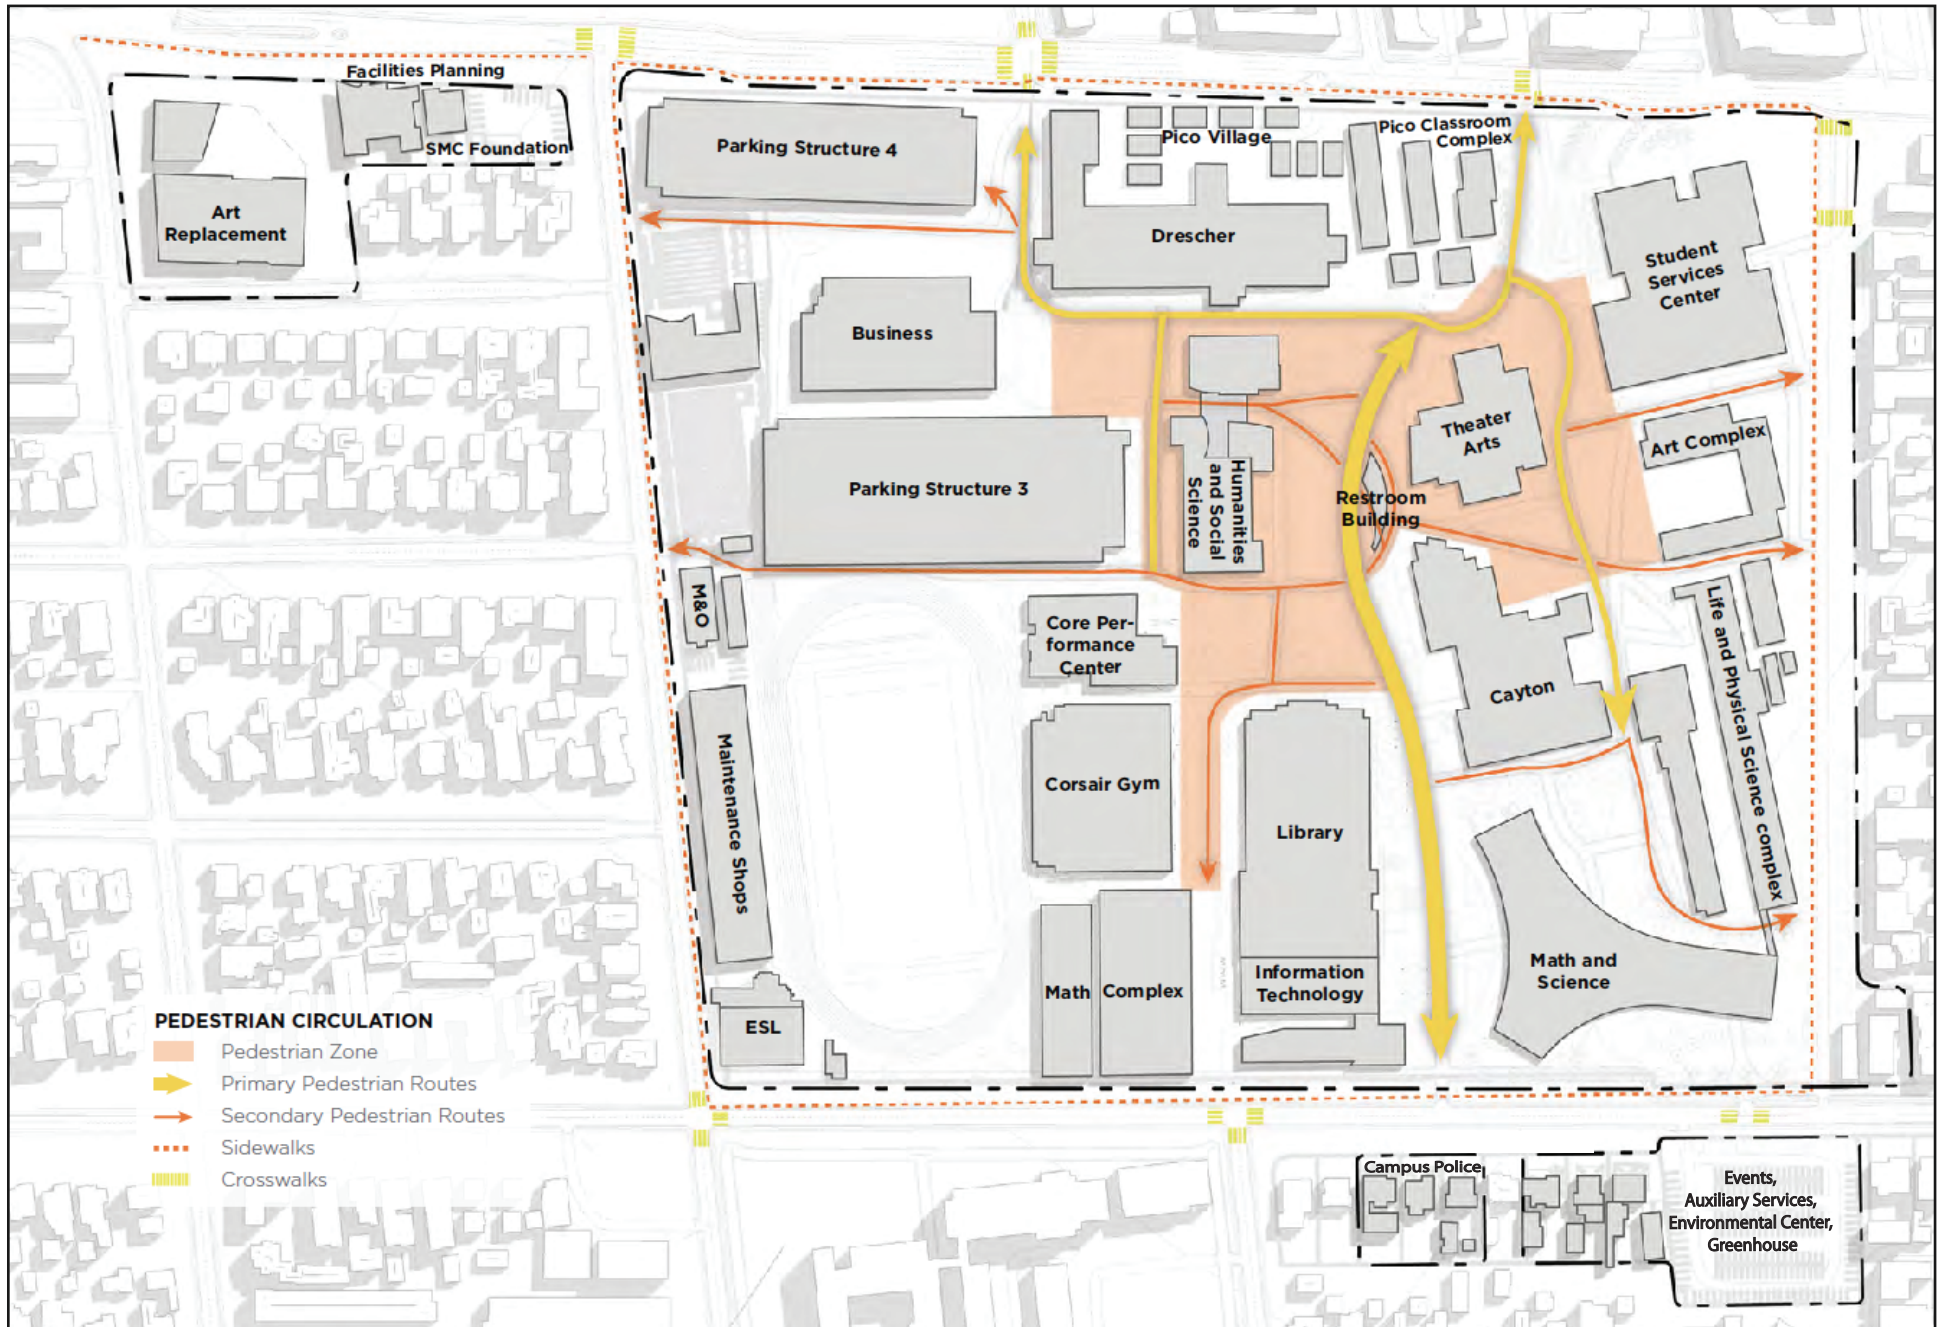 Facilities Planning
SMC Foundation
Art
Replacement
Parking Structure 4
Pico Village
Pico Classroom
Complex
Drescher
Student
Services
Center
Business
Theater
Arts
Art Complex
Parking Structure 3
Humanities
and Social
Science
Restroom
Building
M&O
Core Per-
formance
Center
Cayton
Life and Physical Science complex
Maintenance Shops
Corsair Gym
Library
Math and
Science
Information
Technology
Math
Complex
ESL
PEDESTRIAN CIRCULATION
Pedestrian Zone
Primary Pedestrian Routes
Secondary Pedestrian Routes
Sidewalks
Crosswalks
Campus Police
Events,
Auxiliary Services,
Environmental Center,
Greenhouse